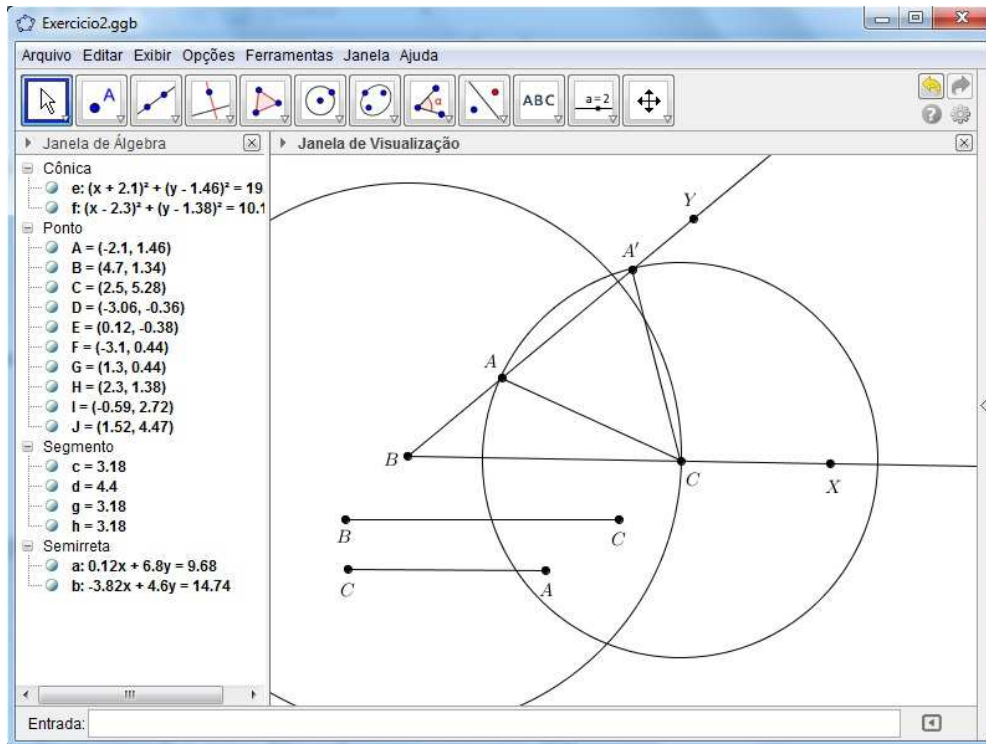 Exercicio2.ggb
Arquivo Editar Exibir Opções Ferramentas Janela Ajuda
A
α
ABC
a=2
Janela de Álgebra
Janela de Visualização
Cônica
e: (x + 2.1)² + (y - 1.46)² = 19.
f: (x - 2.3)² + (y - 1.38)² = 10.1
Ponto
A = (-2.1, 1.46)
B = (4.7, 1.34)
C = (2.5, 5.28)
D = (-3.06, -0.36)
E = (0.12, -0.38)
F = (-3.1, 0.44)
G = (1.3, 0.44)
H = (2.3, 1.38)
I = (-0.59, 2.72)
J = (1.52, 4.47)
Segmento
c = 3.18
d = 4.4
g = 3.18
h = 3.18
Semirreta
a: 0.12x + 6.8y = 9.68
b: -3.82x + 4.6y = 14.74
Y
A'
A
B
C
X
B C
C A
Entrada: